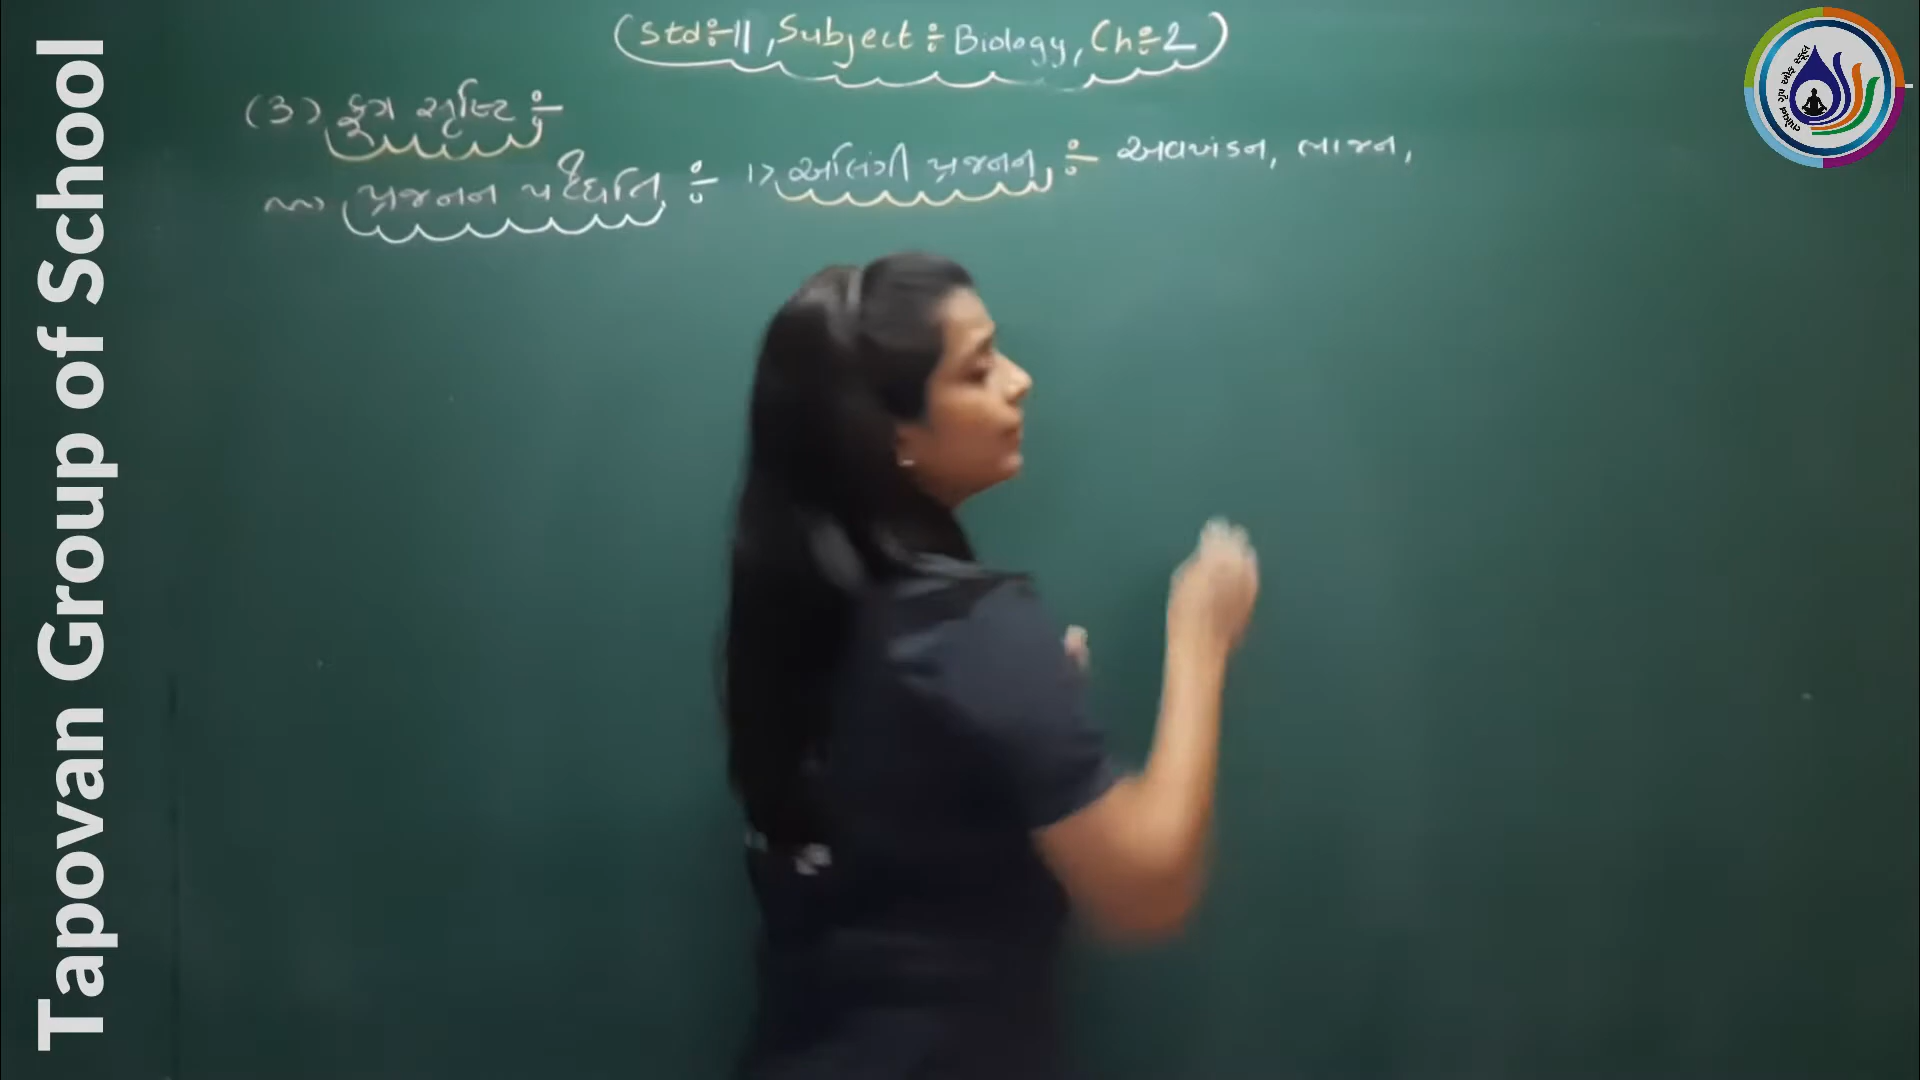 (Std:-11, Subject :- Biology, Ch:-2)
(૩) ફૂગ સૃષ્ટિ :-
પ્રજનન પદ્ધતિ :- 1> અલિંગી પ્રજનન :- અવખંડન, ભાજન,
Tapovan Group of School